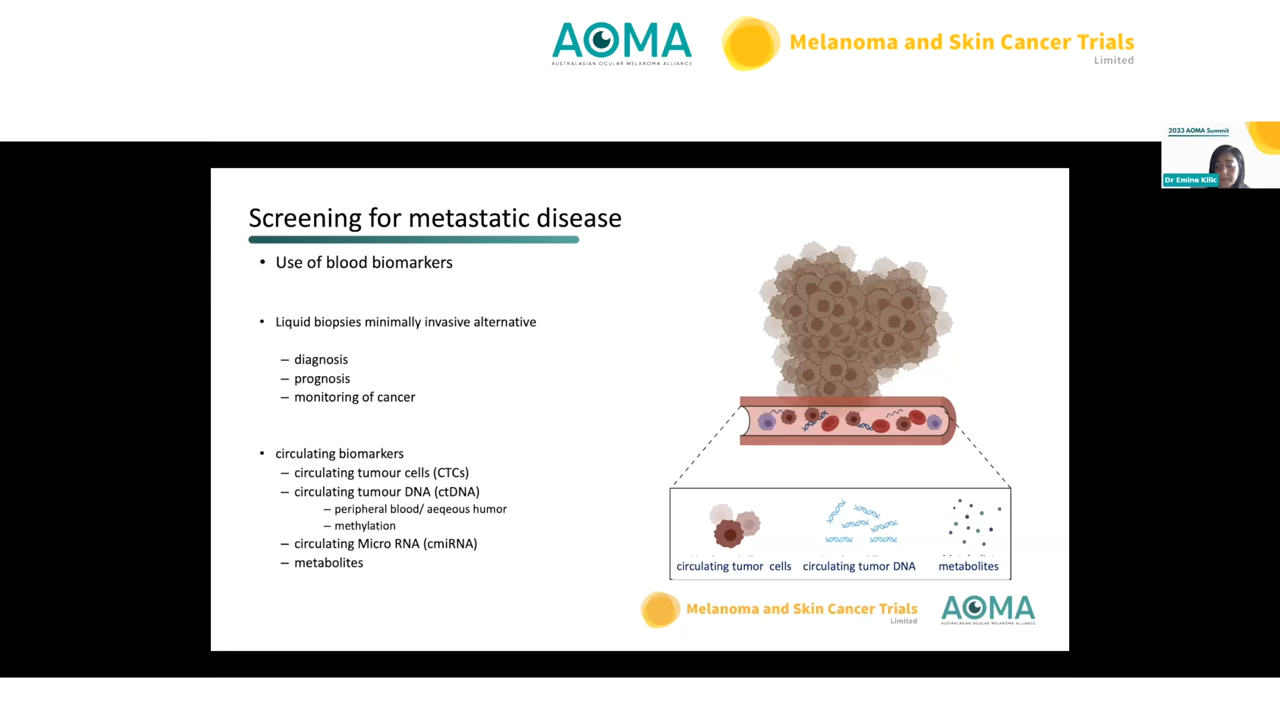 AOMA
AUSTRALASIAN OCULAR MELANOMA ALLIANCE
Melanoma and Skin Cancer Trials
Limited
2023 AOMA Summit
Dr Emine Kilic
Screening for metastatic disease
• Use of blood biomarkers
• Liquid biopsies minimally invasive alternative
– diagnosis
– prognosis
– monitoring of cancer
• circulating biomarkers
– circulating tumour cells (CTCs)
– circulating tumour DNA (ctDNA)
– peripheral blood/ aeqeous humor
– methylation
– circulating Micro RNA (cmiRNA)
– metabolites
circulating tumor cells
circulating tumor DNA
metabolites
Melanoma and Skin Cancer Trials
Limited
AOMA
AUSTRALASIAN OCULAR MELANOMA ALLIANCE